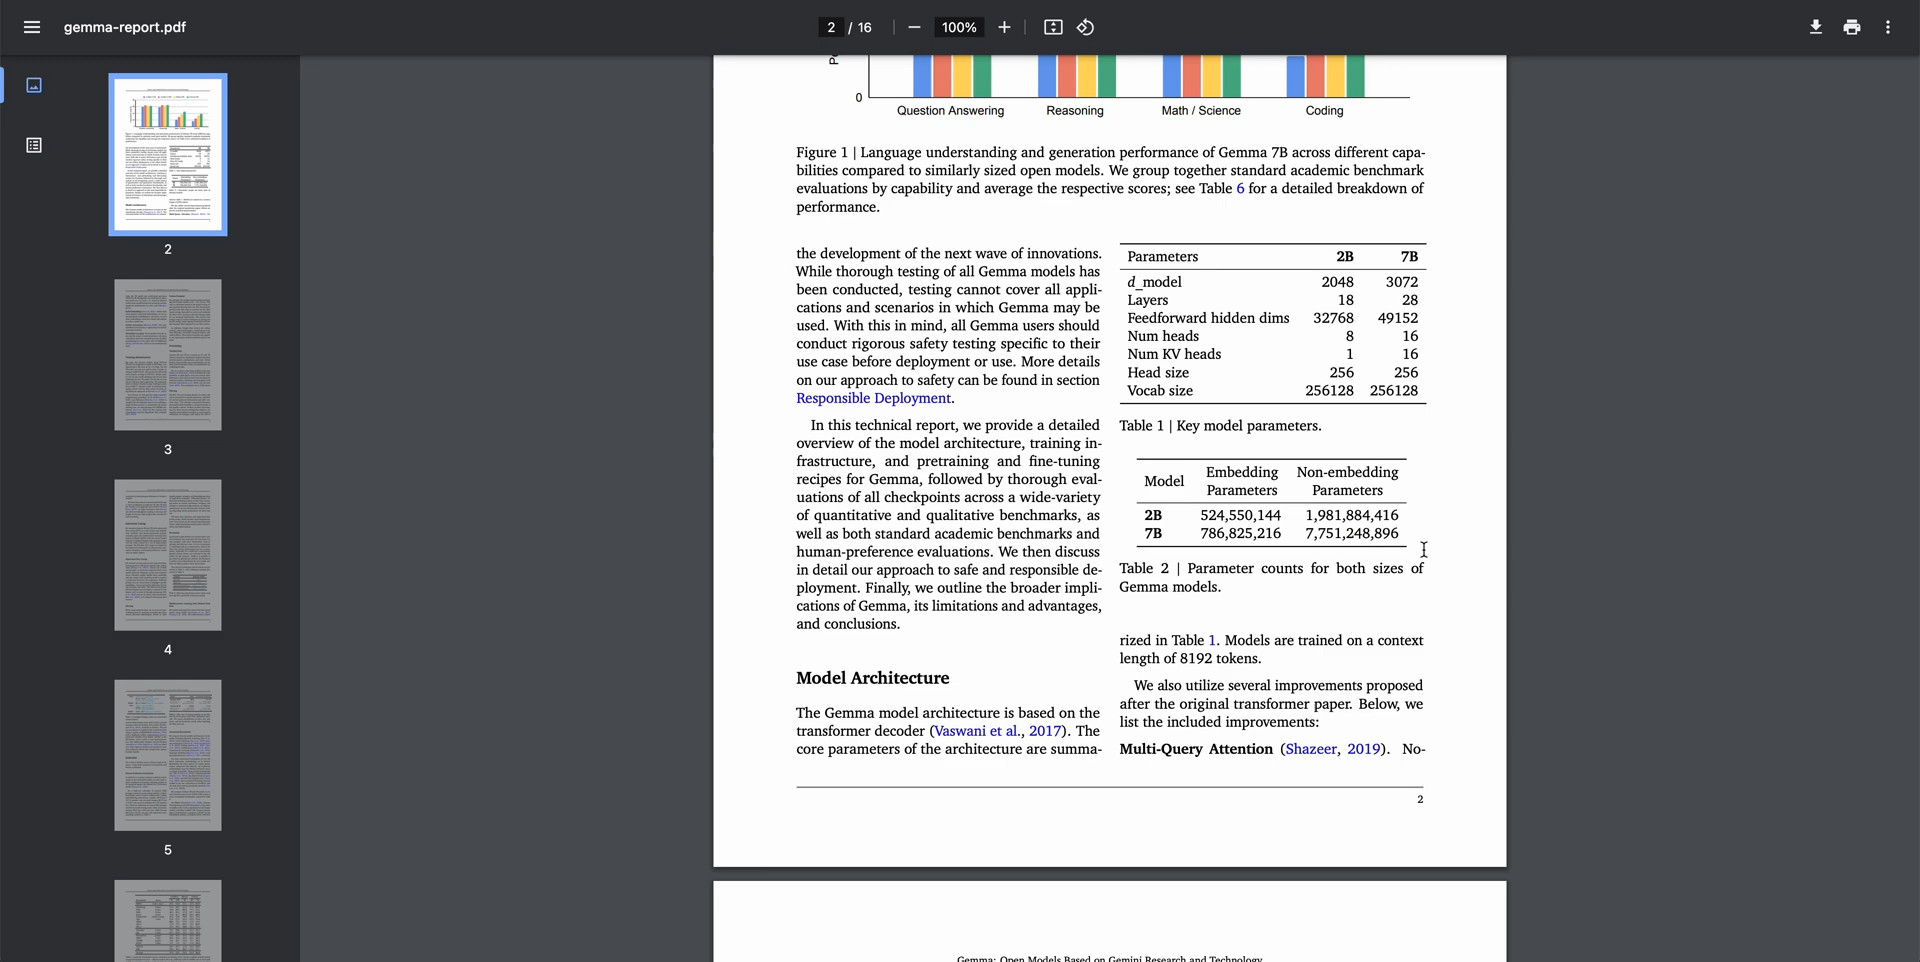 gemma-report.pdf
2 / 16
100%
2
3
4
5
0
Question Answering
Reasoning
Math / Science
Coding
Figure 1 | Language understanding and generation performance of Gemma 7B across different capa-
bilities compared to similarly sized open models. We group together standard academic benchmark
evaluations by capability and average the respective scores; see Table 6 for a detailed breakdown of
performance.
the development of the next wave of innovations.
While thorough testing of all Gemma models has
been conducted, testing cannot cover all appli-
cations and scenarios in which Gemma may be
used. With this in mind, all Gemma users should
conduct rigorous safety testing specific to their
use case before deployment or use. More details
on our approach to safety can be found in section
Responsible Deployment.
In this technical report, we provide a detailed
overview of the model architecture, training in-
frastructure, and pretraining and fine-tuning
recipes for Gemma, followed by thorough eval-
uations of all checkpoints across a wide-variety
of quantitative and qualitative benchmarks, as
well as both standard academic benchmarks and
human-preference evaluations. We then discuss
in detail our approach to safe and responsible de-
ployment. Finally, we outline the broader impli-
cations of Gemma, its limitations and advantages,
and conclusions.
Model Architecture
The Gemma model architecture is based on the
transformer decoder (Vaswani et al., 2017). The
core parameters of the architecture are summa-
Parameters 2B 7B
d_model 2048 3072
Layers 18 28
Feedforward hidden dims 32768 49152
Num heads 8 16
Num KV heads 1 16
Head size 256 256
Vocab size 256128 256128
Table 1 | Key model parameters.
Model Embedding Parameters Non-embedding Parameters
2B 524,550,144 1,981,884,416
7B 786,825,216 7,751,248,896
Table 2 | Parameter counts for both sizes of
Gemma models.
rized in Table 1. Models are trained on a context
length of 8192 tokens.
We also utilize several improvements proposed
after the original transformer paper. Below, we
list the included improvements:
Multi-Query Attention (Shazeer, 2019). No-
2
Gemma: Open Models Based on Gemini Research and Technology